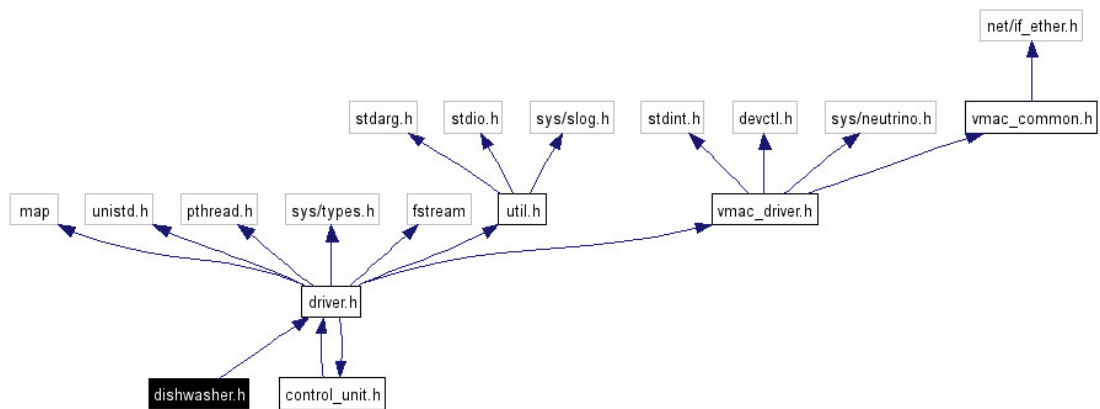 net/if_ether.h
stdarg.h
stdio.h
sys/slog.h
stdint.h
devctl.h
sys/neutrino.h
vmac_common.h
map
unistd.h
pthread.h
sys/types.h
fstream
util.h
vmac_driver.h
driver.h
dishwasher.h
control_unit.h